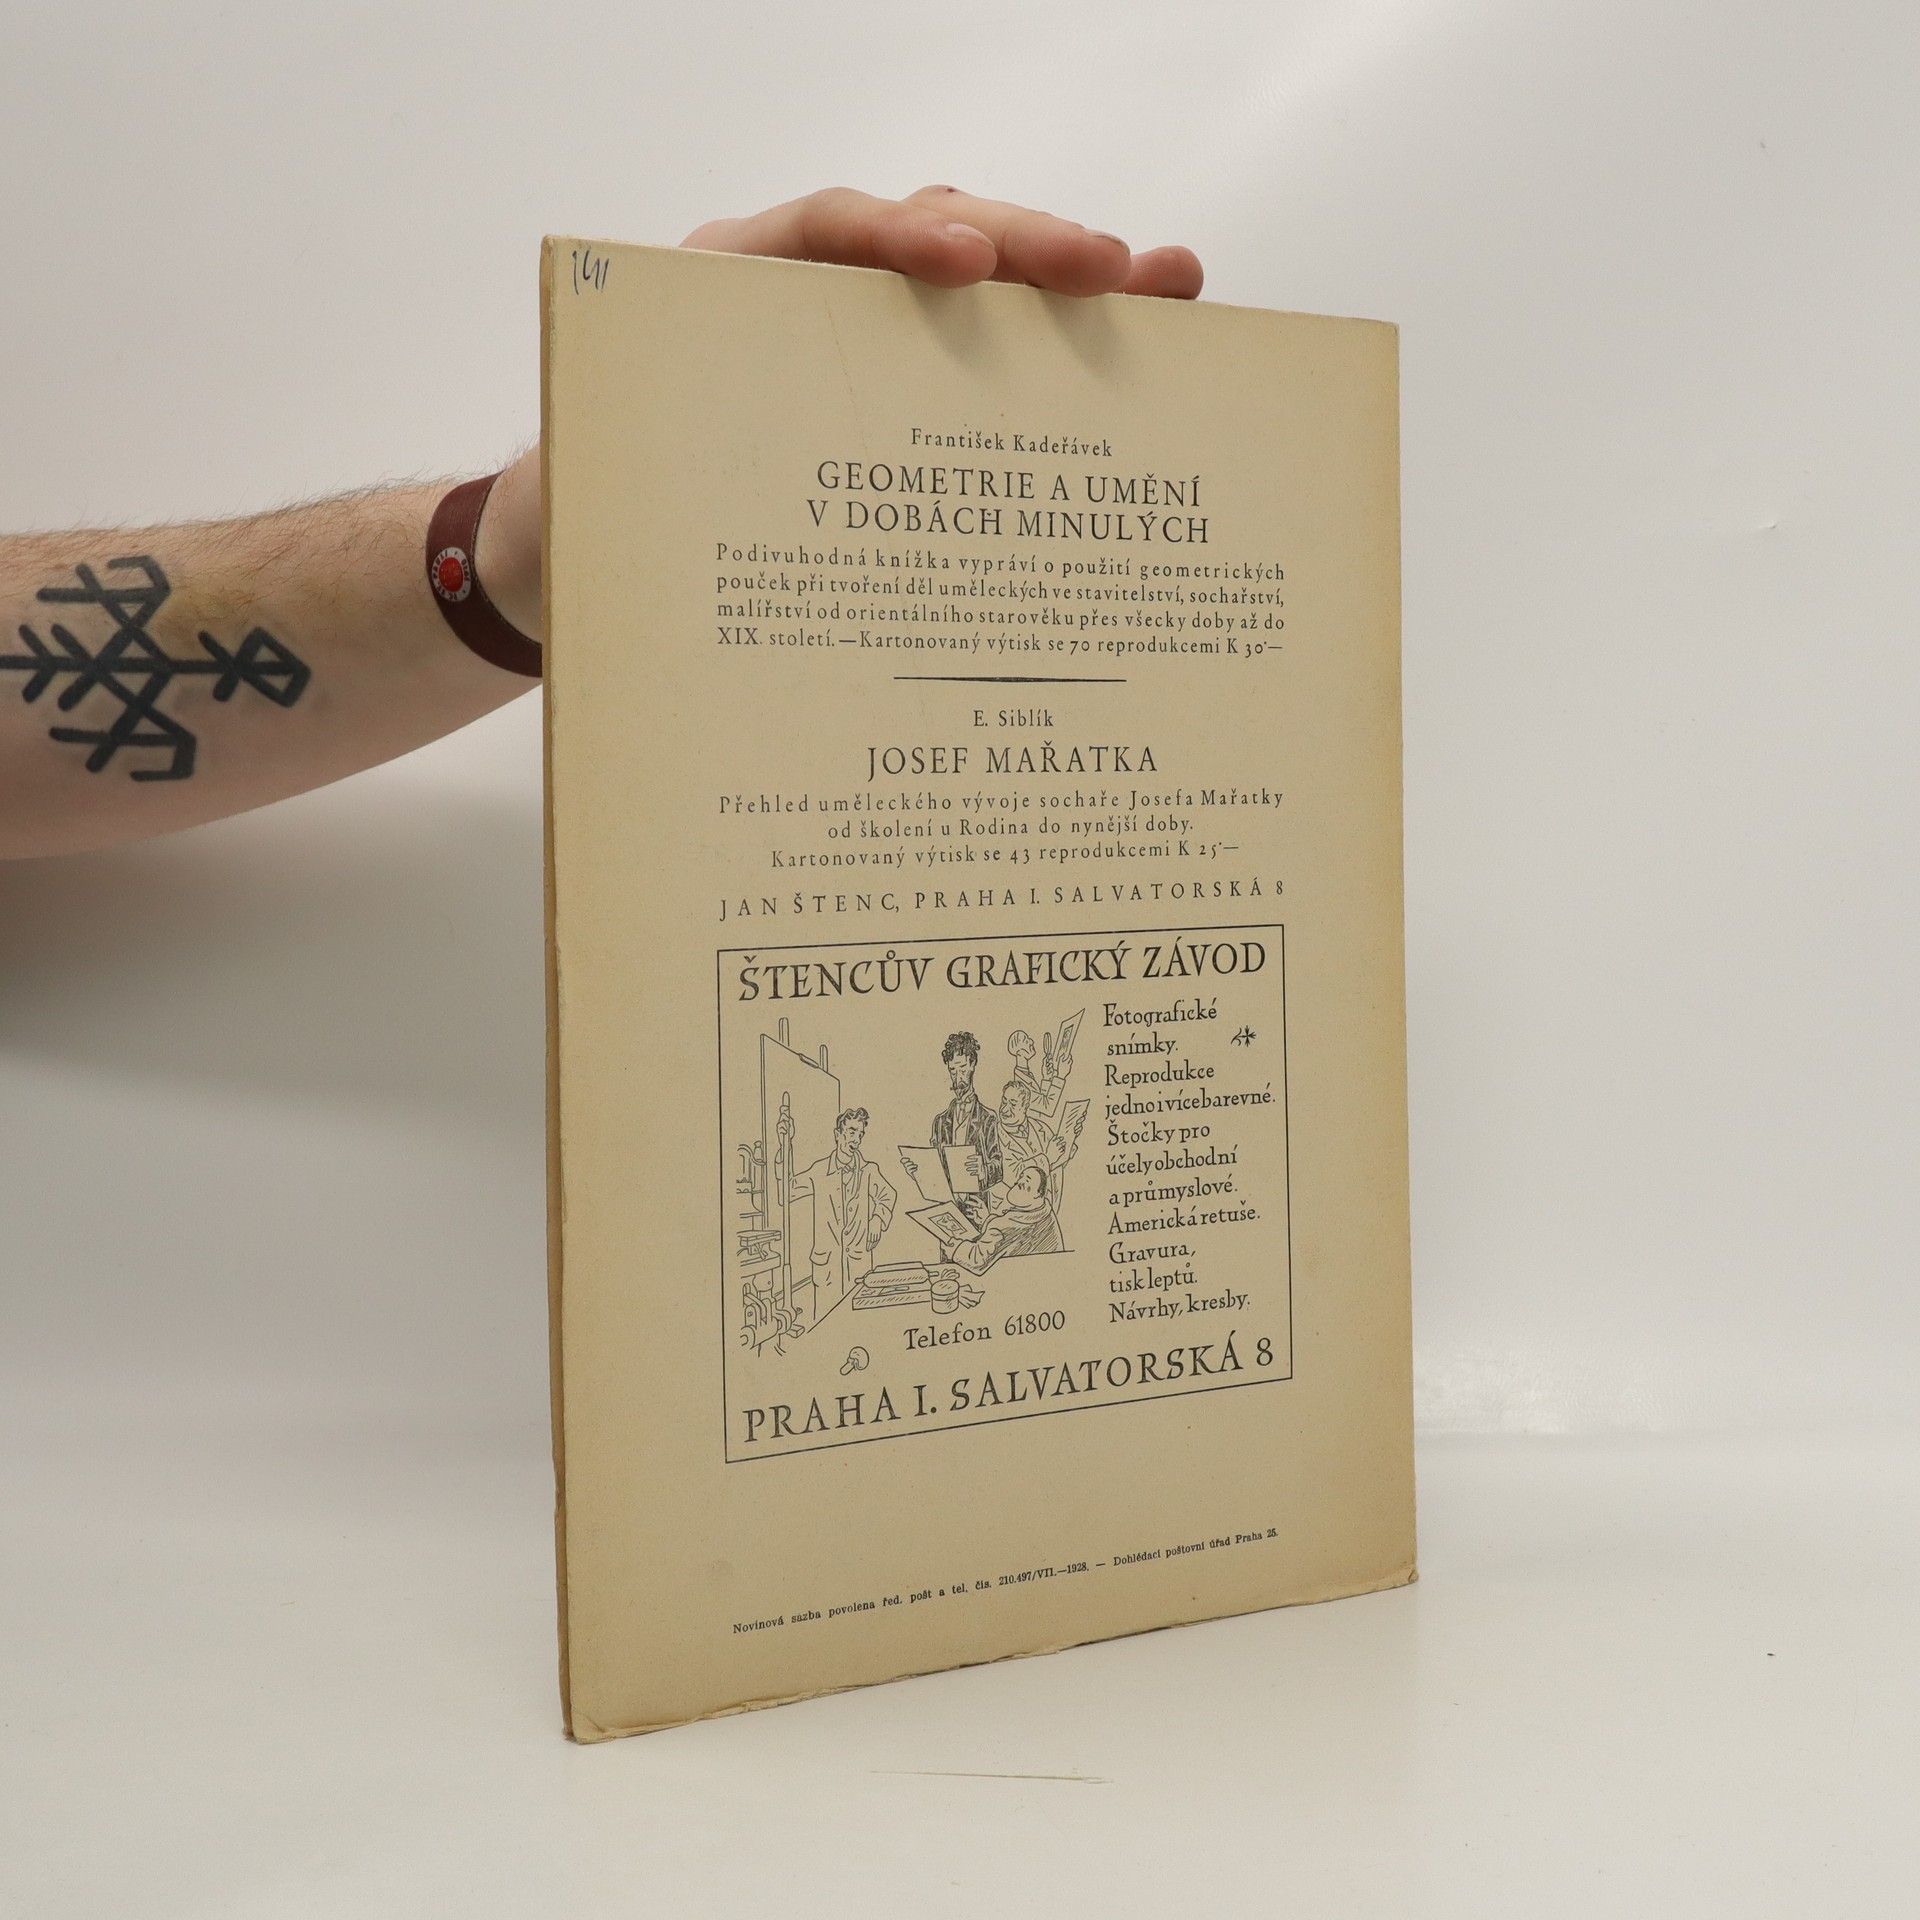 František Kadeřávek
GEOMETRIE A UMĚNÍ
V DOBÁCH MINULÝCH
Podivuhodná knížka vypráví o použití geometrických
pouček při tvoření děl uměleckých ve stavitelství, sochařství,
malířství od orientálního starověku přes všecky doby až do
XIX. století.—Kartonovaný výtisk se 70 reprodukcemi K 30·—
E. Siblík
JOSEF MAŘATKA
Přehled uměleckého vývoje sochaře Josefa Mařatky
od školení u Rodina do nynější doby.
Kartonovaný výtisk se 43 reprodukcemi K 25·—
JAN ŠTENC, PRAHA I. SALVATORSKÁ 8
ŠTENCŮV GRAFICKÝ ZÁVOD
Fotografické
snímky.
Reprodukce
jedno i vícebarevné.
Štočky pro
účely obchodní
a průmyslové.
Americká retuše.
Gravura,
tisk leptů.
Návrhy, kresby.
Telefon 61800
PRAHA I. SALVATORSKÁ 8
Novinová sazba povolena řed. pošt a tel. čís. 210.497/VII.—1928. — Dohlédací poštovní úřad Praha 25.